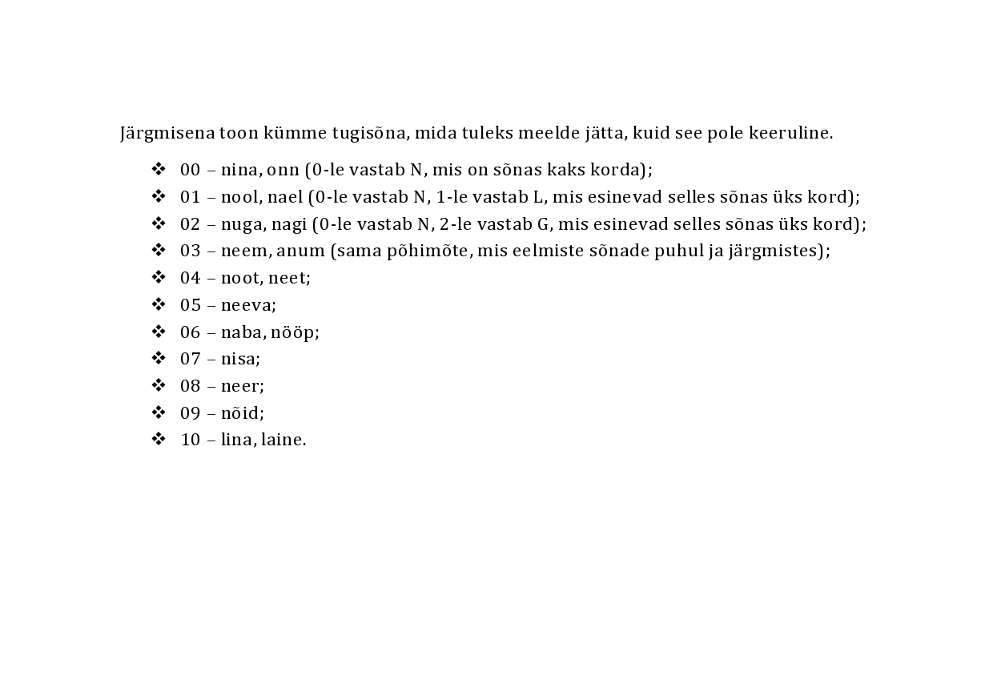 Järgmisena toon kümme tugisõna, mida tuleks meelde jätta, kuid see pole keeruline.
❖ 00 – nina, onn (0-le vastab N, mis on sõnas kaks korda);
❖ 01 – nool, nael (0-le vastab N, 1-le vastab L, mis esinevad selles sõnas üks kord);
❖ 02 – nuga, nagi (0-le vastab N, 2-le vastab G, mis esinevad selles sõnas üks kord);
❖ 03 – neem, anum (sama põhimõte, mis eelmiste sõnade puhul ja järgmistes);
❖ 04 – noot, neet;
❖ 05 – neeva;
❖ 06 – naba, nööp;
❖ 07 – nisa;
❖ 08 – neer;
❖ 09 – nõid;
❖ 10 – lina, laine.